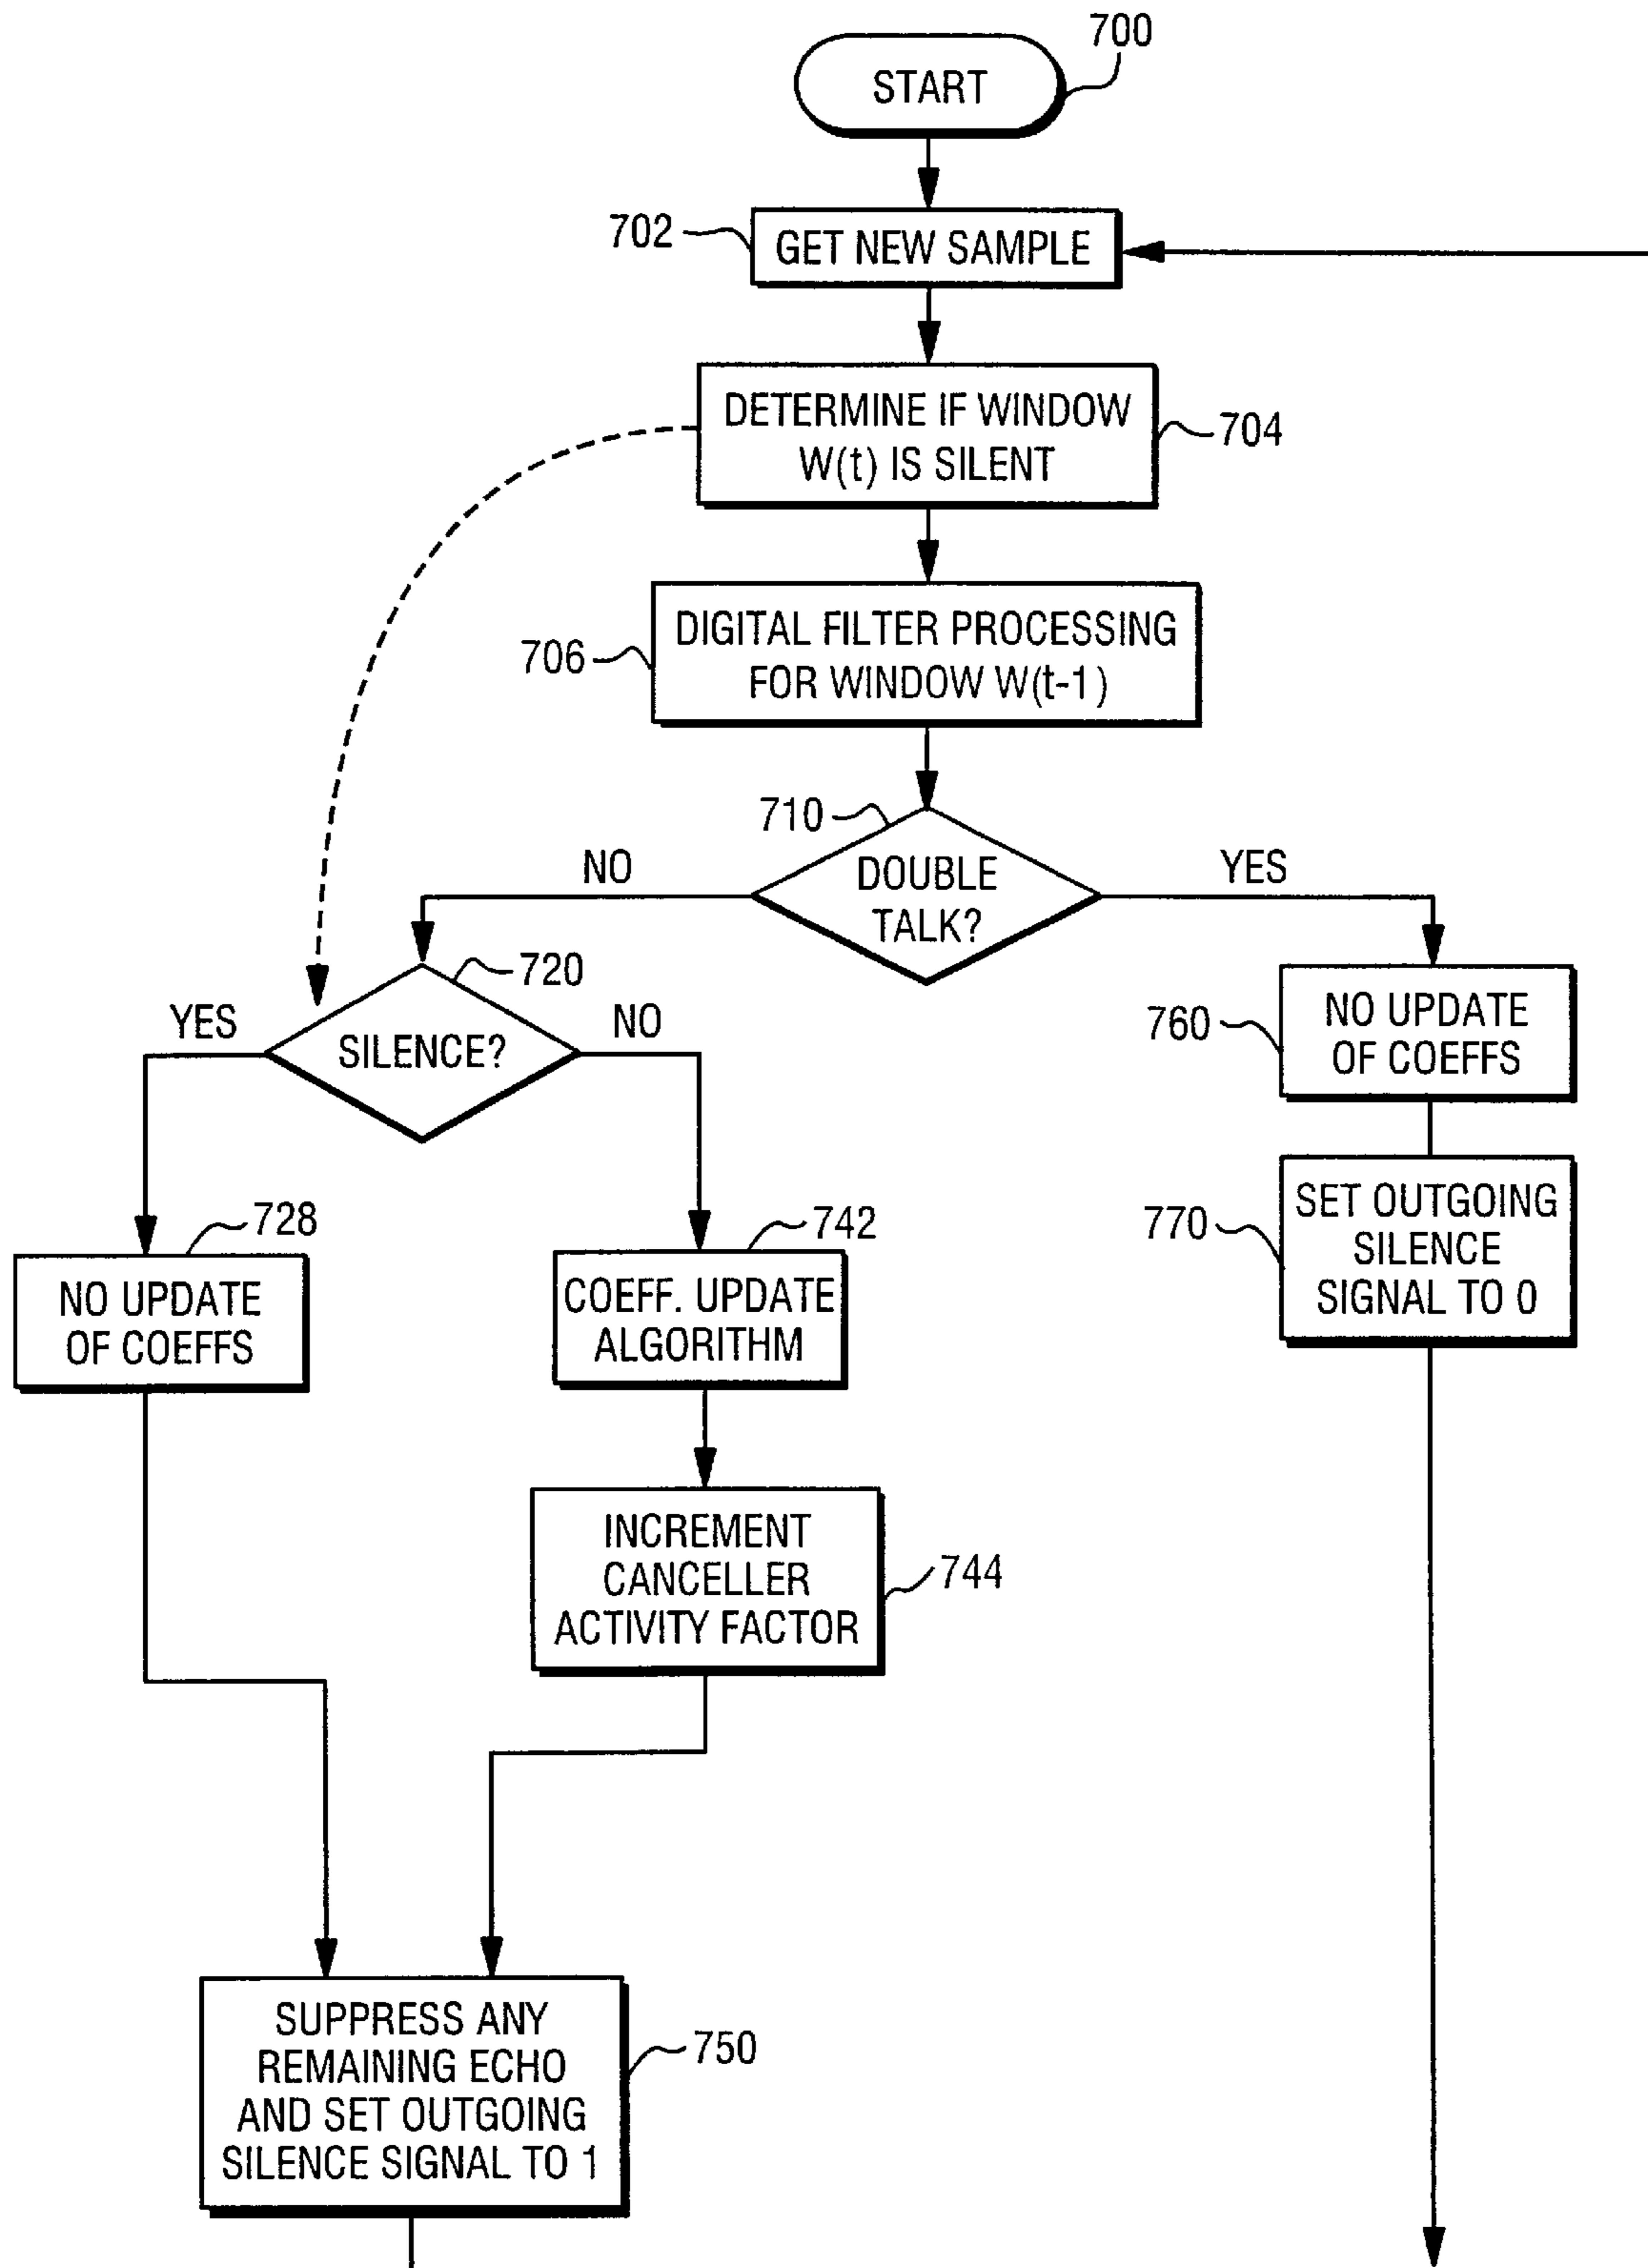 700
START
702
GET NEW SAMPLE
DETERMINE IF WINDOW
W(t) IS SILENT
704
706
DIGITAL FILTER PROCESSING
FOR WINDOW W(t-1)
710
DOUBLE
TALK?
NO
YES
720
SILENCE?
YES
NO
760
NO UPDATE
OF COEFFS
770
SET OUTGOING
SILENCE
SIGNAL TO 0
728
NO UPDATE
OF COEFFS
742
COEFF. UPDATE
ALGORITHM
INCREMENT
CANCELLER
ACTIVITY FACTOR
744
SUPPRESS ANY
REMAINING ECHO
AND SET OUTGOING
SILENCE SIGNAL TO 1
750